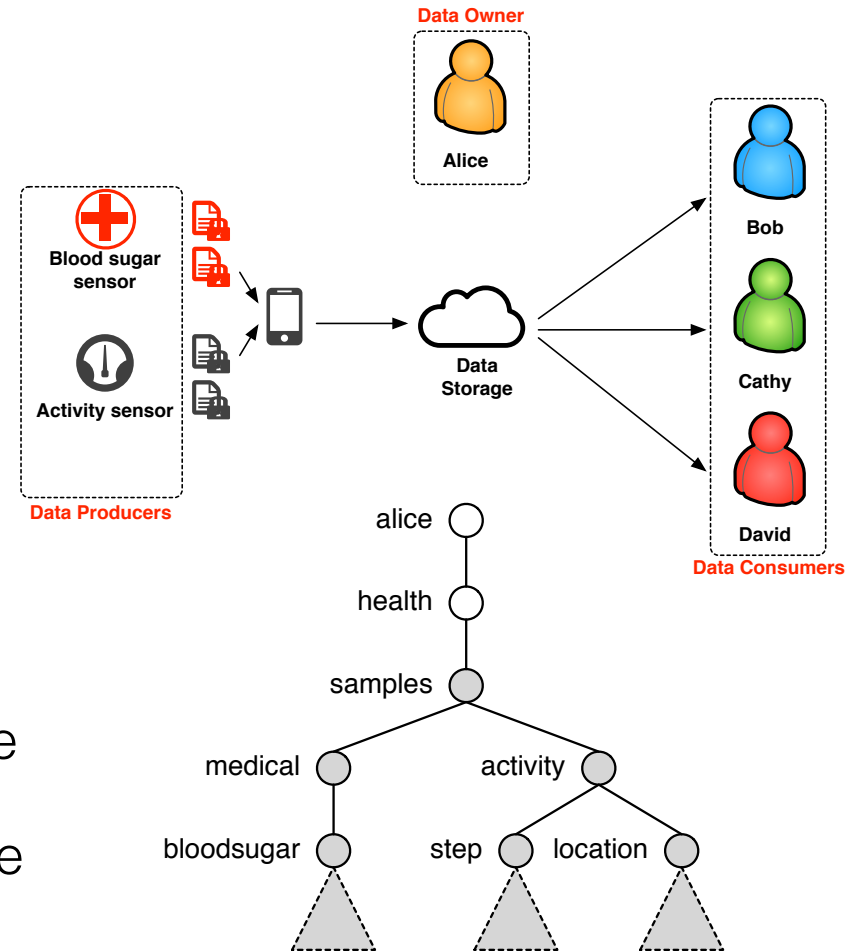 Data Owner
Alice
Blood sugar
sensor
Activity sensor
Data Producers
Data
Storage
Bob
Cathy
David
Data Consumers
alice
health
samples
e
medical
activity
e
bloodsugar
step
location